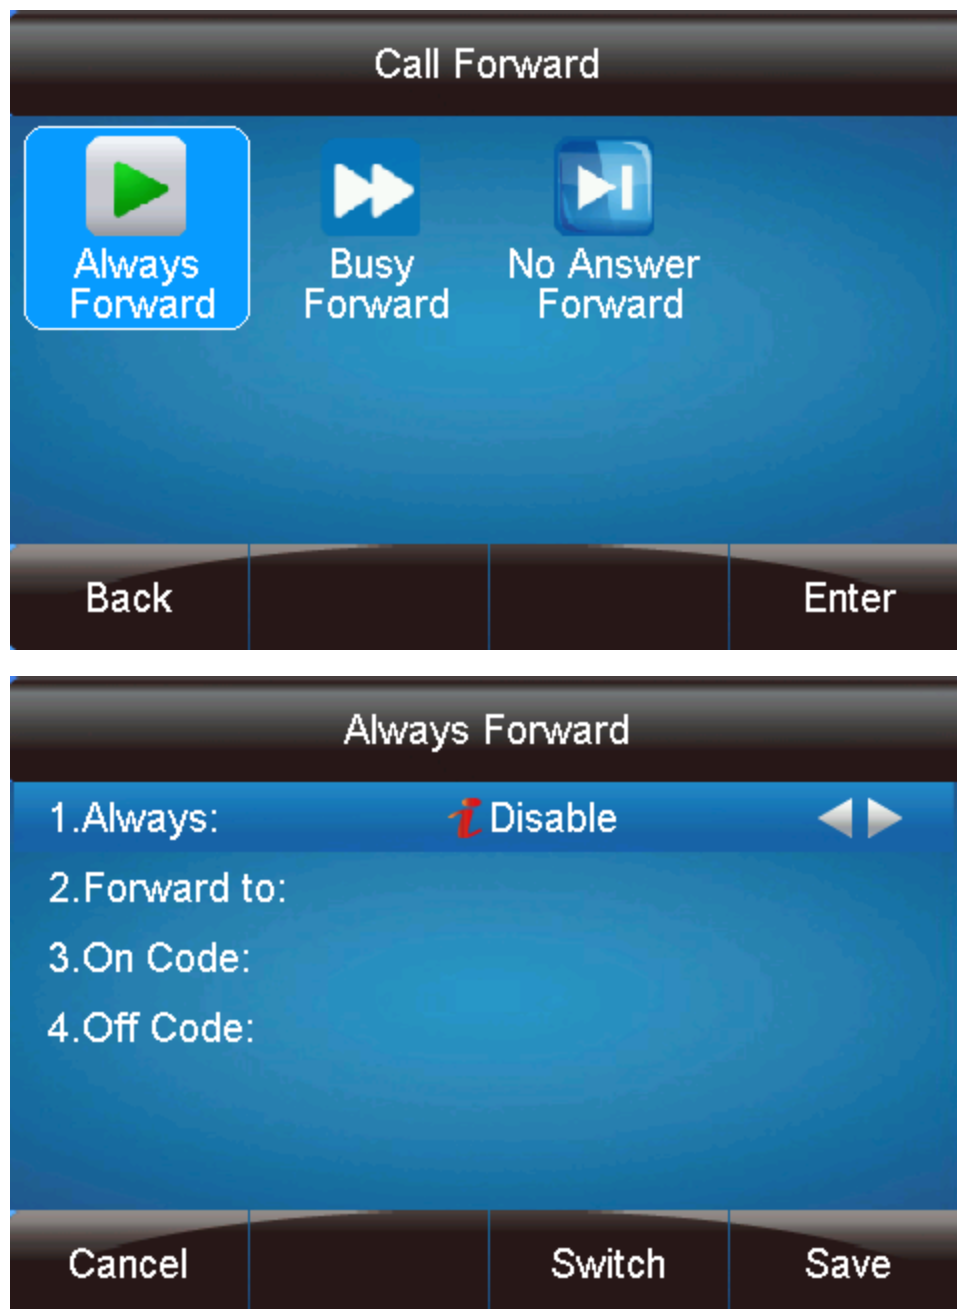 Call Forward
Always Busy No Answer
Forward Forward Forward
Back Enter
Always Forward
1.Always: i Disable
2.Forward to:
3.On Code:
4.Off Code:
Cancel Switch Save